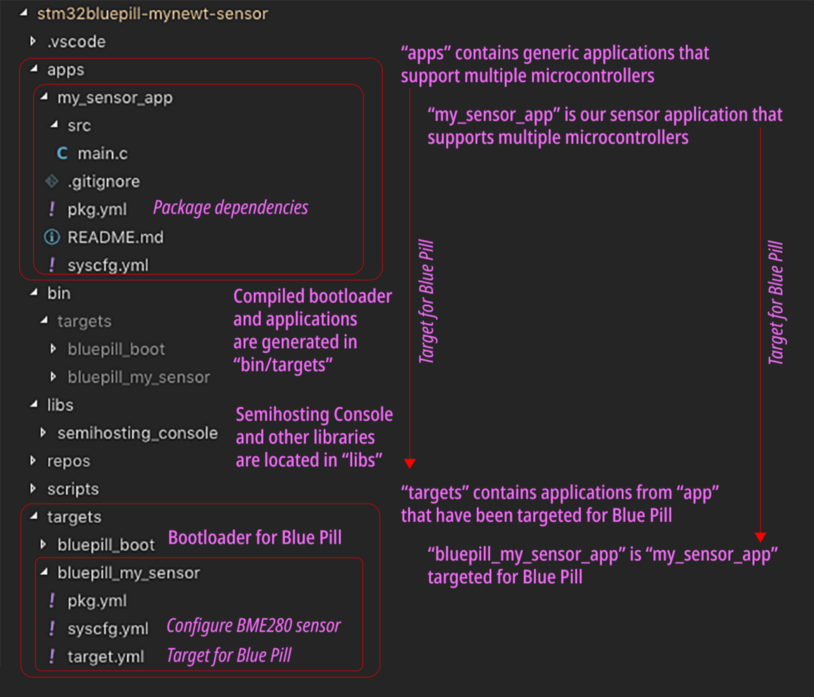 stm32bluepill-mynewt-sensor
.vscode
apps
my_sensor_app
src
C main.c
.gitignore
! pkg.yml Package dependencies
README.md
! syscfg.yml
bin
targets
bluepill_boot
bluepill_my_sensor
Compiled bootloader
and applications
are generated in
“bin/targets”
libs
semihosting_console
Semihosting Console
and other libraries
are located in “libs”
repos
scripts
targets
bluepill_boot Bootloader for Blue Pill
bluepill_my_sensor
! pkg.yml
! syscfg.yml Configure BME280 sensor
! target.yml Target for Blue Pill
“apps” contains generic applications that
support multiple microcontrollers
“my_sensor_app” is our sensor application that
supports multiple microcontrollers
Target for Blue Pill
Target for Blue Pill
“targets” contains applications from “app”
that have been targeted for Blue Pill
“bluepill_my_sensor_app” is “my_sensor_app”
targeted for Blue Pill